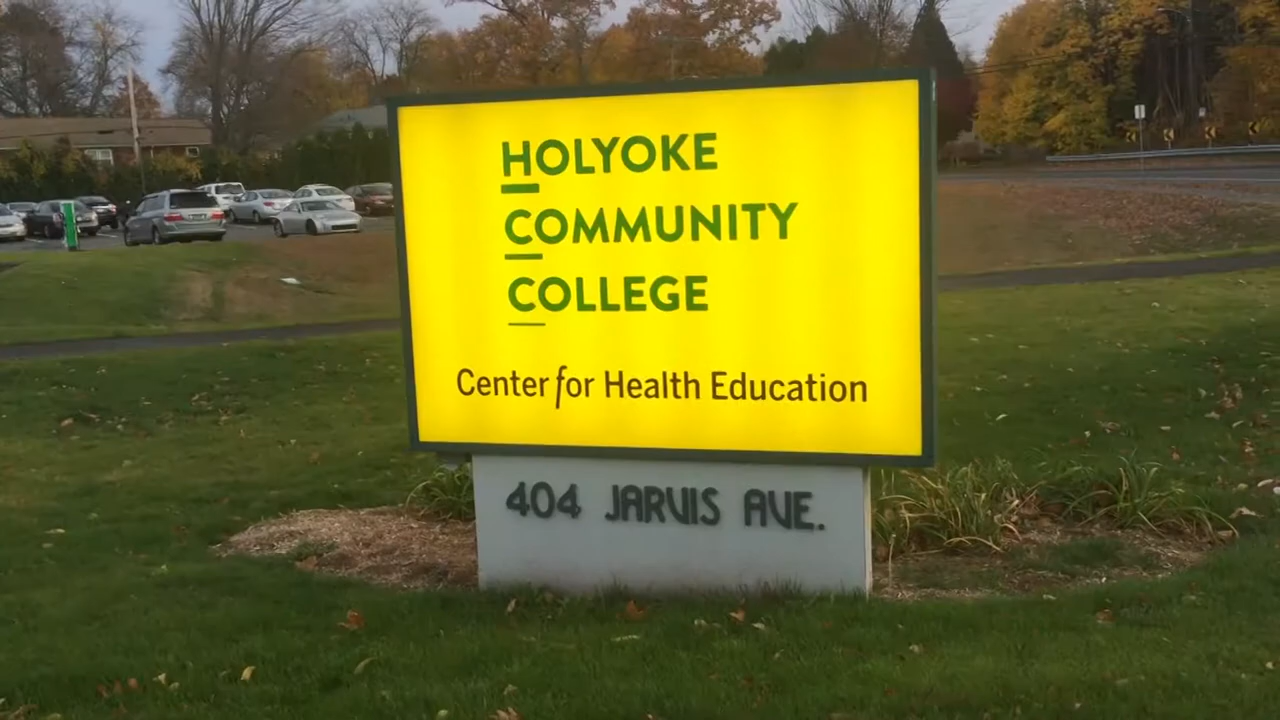 HOLYOKE
COMMUNITY
COLLEGE
Center for Health Education
404 JARVIS AVE.